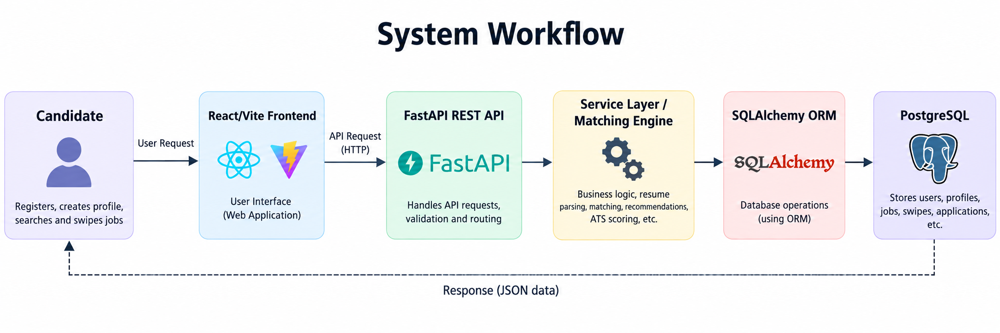 System Workflow
Candidate
Registers, creates profile,
searches and swipes jobs
User Request
React/Vite Frontend
User Interface
(Web Application)
API Request
(HTTP)
FastAPI REST API
FastAPI
Handles API requests,
validation and routing
Service Layer /
Matching Engine
Business logic, resume
parsing, matching, recommendations,
ATS scoring, etc.
SQLAlchemy ORM
SQLAlchemy
Database operations
(using ORM)
PostgreSQL
Stores users, profiles,
jobs, swipes, applications,
etc.
Response (JSON data)